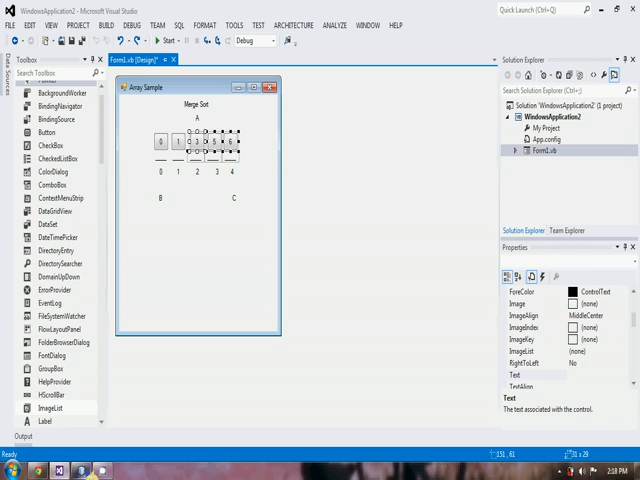 WindowsApplication2 - Microsoft Visual Studio
Quick Launch (Ctrl+Q)
FILE EDIT VIEW PROJECT BUILD DEBUG TEAM SQL FORMAT TOOLS TEST ARCHITECTURE ANALYZE WINDOW HELP
Start
Debug
Data Sources
Toolbox
Search Toolbox
Pointer
BackgroundWorker
BindingNavigator
BindingSource
Button
CheckBox
CheckedListBox
ColorDialog
ComboBox
ContextMenuStrip
DataGridView
DataSet
DateTimePicker
DirectoryEntry
DirectorySearcher
DomainUpDown
ErrorProvider
EventLog
FileSystemWatcher
FlowLayoutPanel
FolderBrowserDialog
FontDialog
GroupBox
HelpProvider
HScrollBar
ImageList
Label
Output
Form1.vb [Design]*
Array Sample
Merge Sort
A
0 1 3 5 6
0 1 2 3 4
B C
Solution Explorer
Search Solution Explorer (Ctrl+;)
Solution 'WindowsApplication2' (1 project)
WindowsApplication2
My Project
App.config
Form1.vb
Solution Explorer Team Explorer
Properties
ForeColor ControlText
Image (none)
ImageAlign MiddleCenter
ImageIndex (none)
ImageKey (none)
ImageList (none)
RightToLeft No
Text
TextAlign
Text
The text associated with the control.
151, 61
31 x 29
2:18 PM